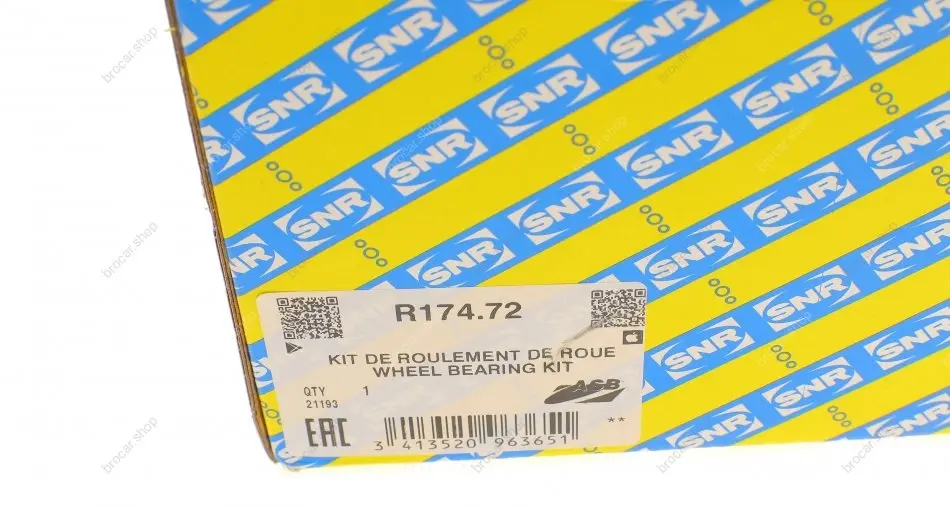 SNR
R174.72
KIT DE ROULEMENT DE ROUE
WHEEL BEARING KIT
QTY 1
21193
ASB
EAC
**
3 413520 963651
brocar.shop